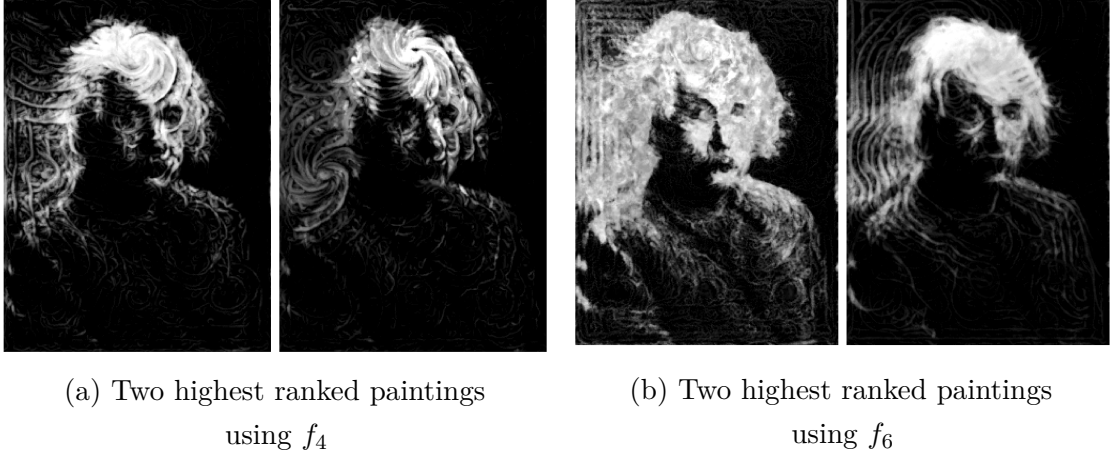 (a) Two highest ranked paintings
using f₄
(b) Two highest ranked paintings
using f₆